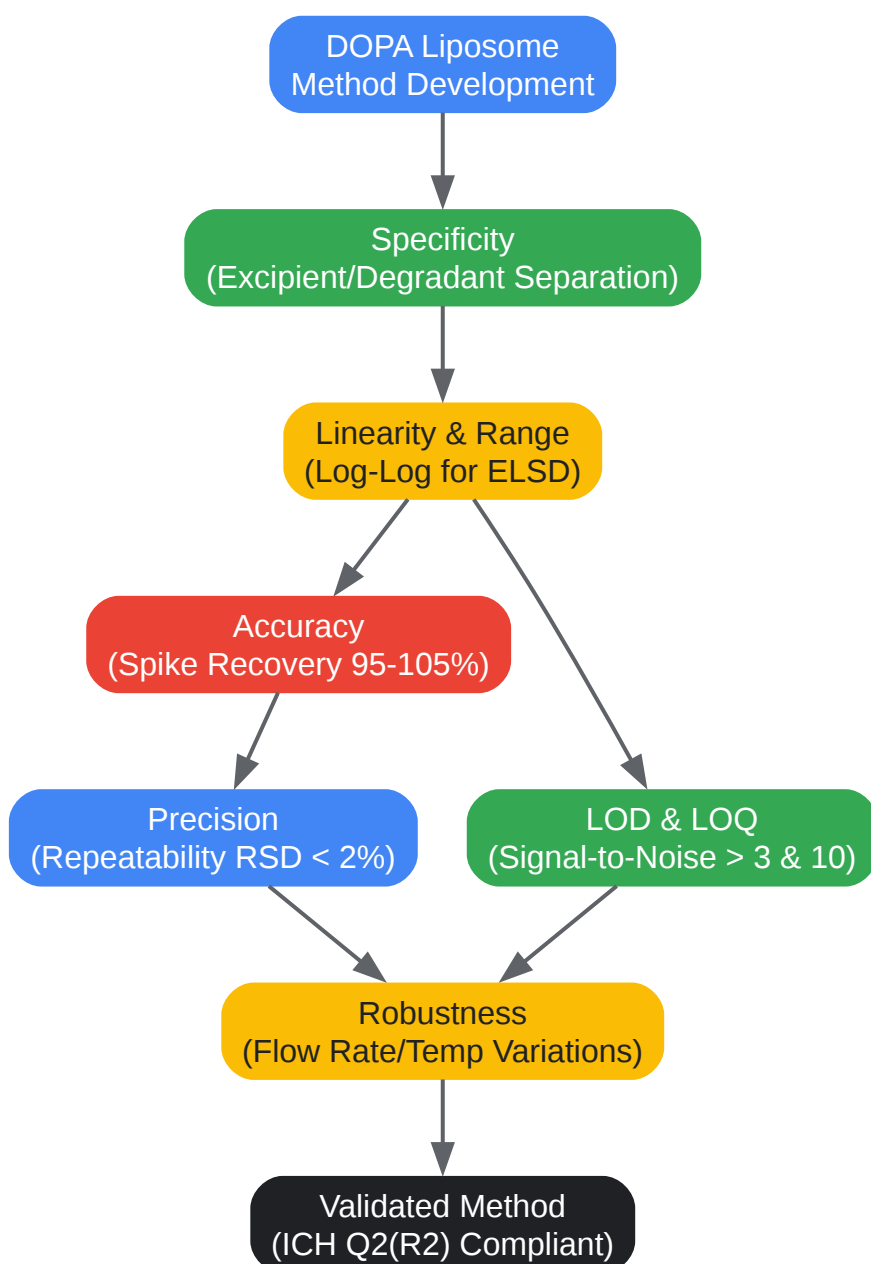 DOPA Liposome
Method Development
Specificity
(Excipient/Degradant Separation)
Linearity & Range
(Log-Log for ELSD)
Accuracy
(Spike Recovery 95-105%)
Precision
(Repeatability RSD < 2%)
LOD & LOQ
(Signal-to-Noise > 3 & 10)
Robustness
(Flow Rate/Temp Variations)
Validated Method
(ICH Q2(R2) Compliant)